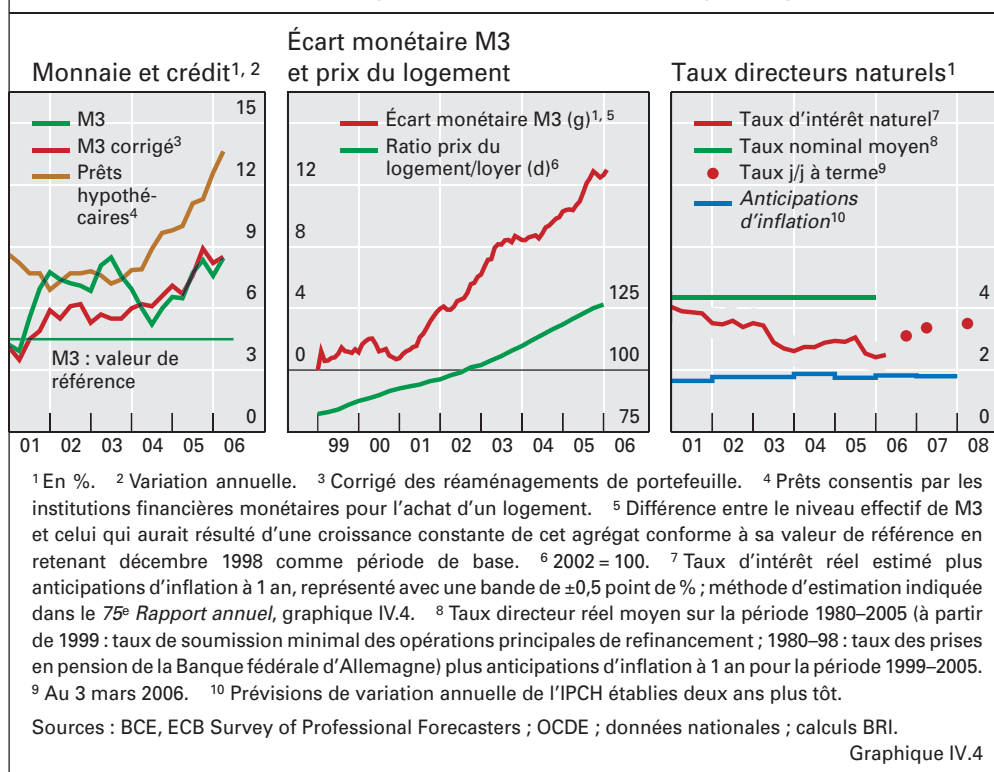 Monnaie et crédit1, 2
M3
M3 corrigé3
Prêts
hypothé-
caires4
M3 : valeur de
référence
15
12
9
6
3
0
01 02 03 04 05 06
Écart monétaire M3
et prix du logement
Écart monétaire M3 (g)1, 5
Ratio prix du
logement/loyer (d)6
12
8
4
0
125
100
75
99 00 01 02 03 04 05 06
Taux directeurs naturels1
Taux d'intérêt naturel7
Taux nominal moyen8
Taux j/j à terme9
Anticipations
d'inflation10
4
2
0
01 02 03 04 05 06 07 08
1 En %. 2 Variation annuelle. 3 Corrigé des réaménagements de portefeuille. 4 Prêts consentis par les
institutions financières monétaires pour l'achat d'un logement. 5 Différence entre le niveau effectif de M3
et celui qui aurait résulté d'une croissance constante de cet agrégat conforme à sa valeur de référence en
retenant décembre 1998 comme période de base. 6 2002 = 100. 7 Taux d'intérêt réel estimé plus
anticipations d'inflation à 1 an, représenté avec une bande de ±0,5 point de % ; méthode d'estimation indiquée
dans le 75e Rapport annuel, graphique IV.4. 8 Taux directeur réel moyen sur la période 1980–2005 (à partir
de 1999 : taux de soumission minimal des opérations principales de refinancement ; 1980–98 : taux des prises
en pension de la Banque fédérale d'Allemagne) plus anticipations d'inflation à 1 an pour la période 1999–2005.
9 Au 3 mars 2006. 10 Prévisions de variation annuelle de l'IPCH établies deux ans plus tôt.
Sources : BCE, ECB Survey of Professional Forecasters ; OCDE ; données nationales ; calculs BRI.
Graphique IV.4